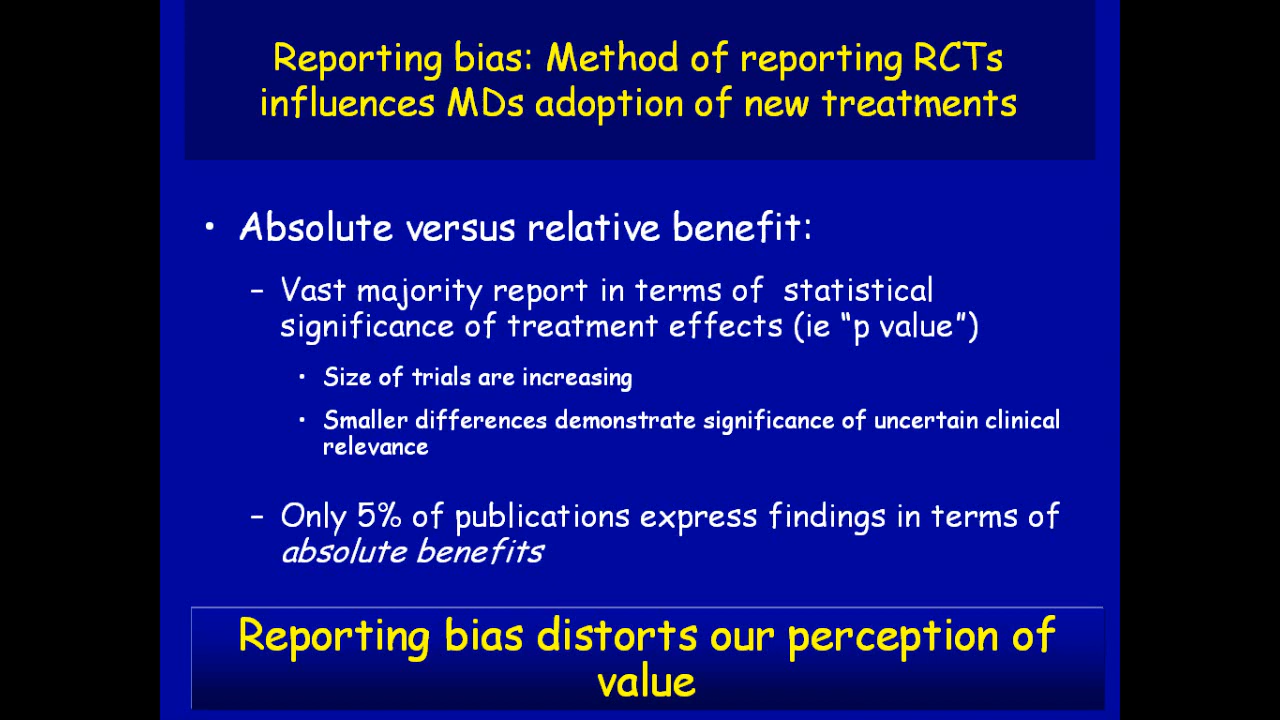 Reporting bias: Method of reporting RCTs
influences MDs adoption of new treatments
• Absolute versus relative benefit:
– Vast majority report in terms of statistical
significance of treatment effects (ie “p value”)
• Size of trials are increasing
• Smaller differences demonstrate significance of uncertain clinical
relevance
– Only 5% of publications express findings in terms of
absolute benefits
Reporting bias distorts our perception of
value